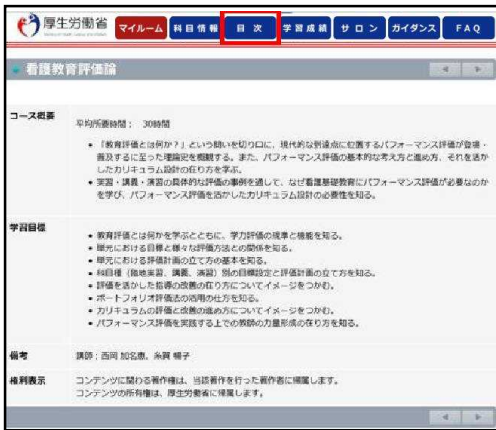 厚生労働省
マイルーム 科目情報 目次 学習成績 サロン ガイダンス FAQ
看護教育評価論
コース概要
平均所要時間： 30時間
• 「教育評価とは何か？」という問いを切り口に、現代的な到達点に位置するパフォーマンス評価が登場・
普及するに至った理論史を概観する。また、パフォーマンス評価の基本的な考え方と進め方、それを活か
したカリキュラム設計の在り方を学ぶ。
• 実習・講義・演習の具体的な評価の事例を通して、なぜ看護基礎教育にパフォーマンス評価が必要なのか
を学び、パフォーマンス評価を活かしたカリキュラム設計の必要性を知る。
学習目標
• 教育評価とは何かを学ぶとともに、学力評価の規準と機能を知る。
• 単元における目標と様々な評価方法との関係を知る。
• 単元における評価計画の立て方の基本を知る。
• 科目種（臨地実習、講義、演習）別の目標設定と評価計画の立て方を知る。
• 評価を活かした指導の改善の在り方についてイメージをつかむ。
• ポートフォリオ評価法の活用の仕方を知る。
• カリキュラムの評価と改善の進め方についてイメージをつかむ。
• パフォーマンス評価を実践する上での教師の力量形成の在り方を知る。
備考
講師：西岡 加名恵、糸賀 暢子
権利表示
コンテンツに関わる著作権は、当該著作を行った著作者に帰属します。
コンテンツの所有権は、厚生労働省に帰属します。